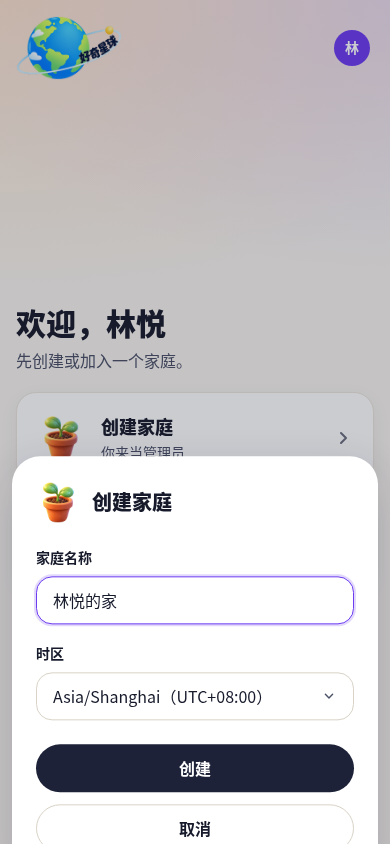 好奇星球
林
欢迎，林悦
先创建或加入一个家庭。
创建家庭
你来当管理员
创建家庭
家庭名称
林悦的家
时区
Asia/Shanghai（UTC+08:00）
创建
取消